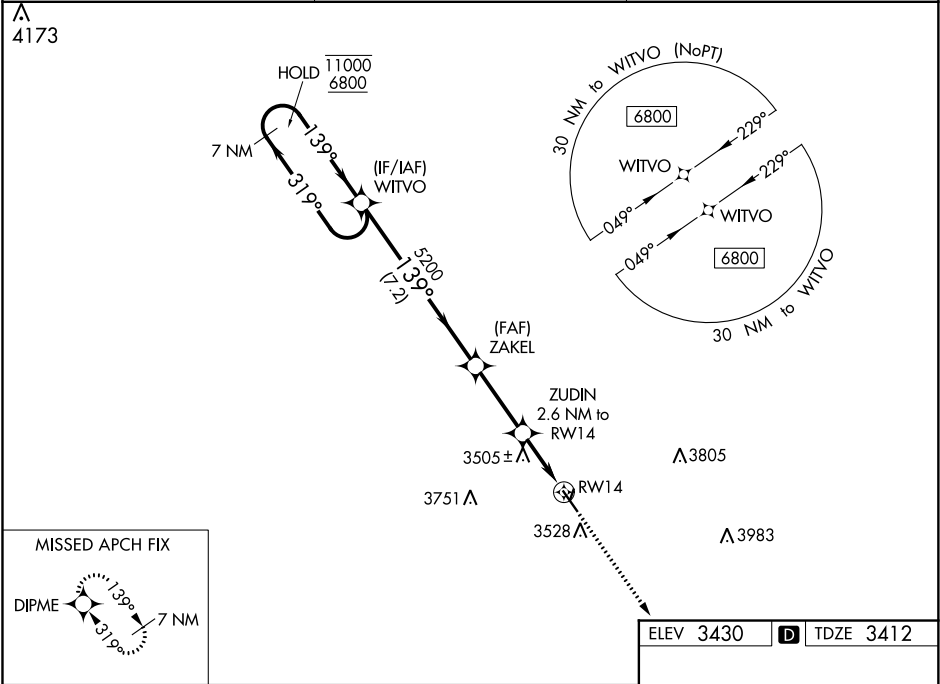 4173
HOLD 11000
6800
7 NM
139°
319°
(IF/IAF)
WITVO
5200
139°
(7.2)
(FAF)
ZAKEL
ZUDIN
2.6 NM to
RW14
3505±
3805
3751
RW14
3528
3983
30 NM to WITVO (NoPT)
6800
229°
WITVO
049°
229°
WITVO
049°
6800
30 NM to WITVO
MISSED APCH FIX
DIPME
139°
7 NM
319°
ELEV 3430 D TDZE 3412